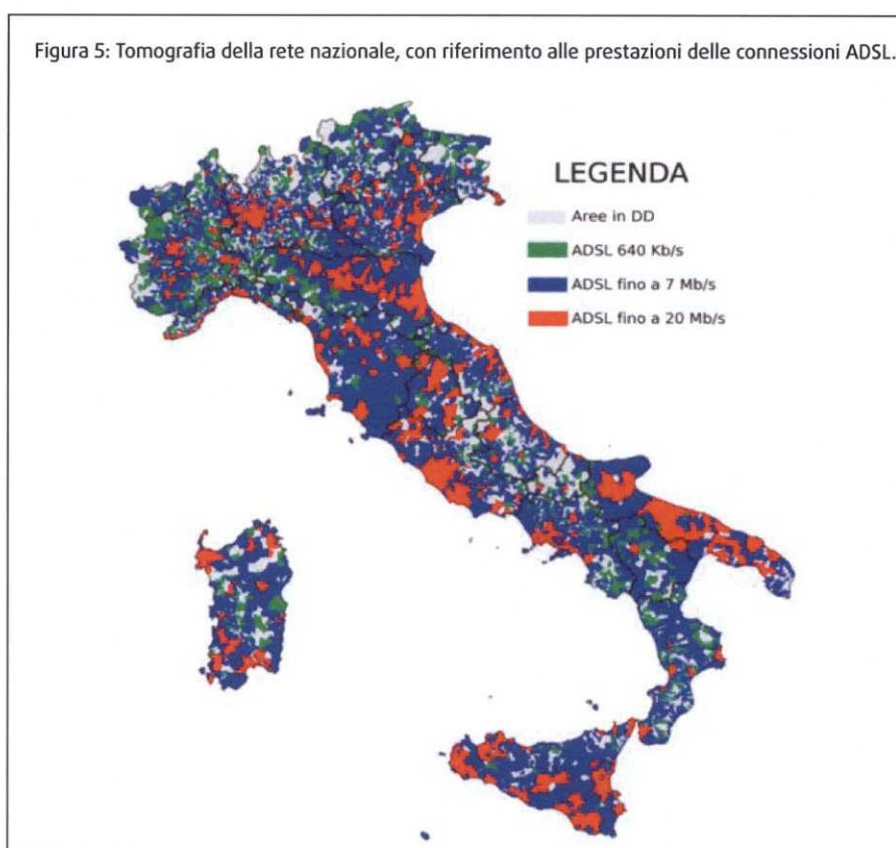 Figura 5: Tomografia della rete nazionale, con riferimento alle prestazioni delle connessioni ADSL.
LEGENDA
Aree in DD
ADSL 640 Kb/s
ADSL fino a 7 Mb/s
ADSL fino a 20 Mb/s